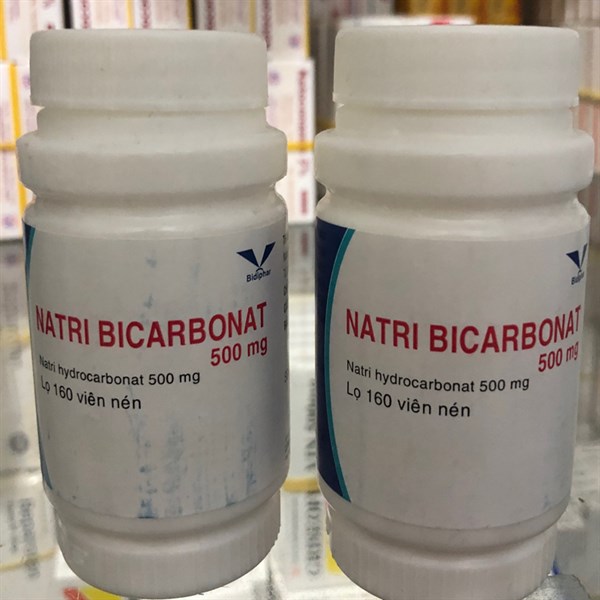 Bidiphar
NATRI BICARBONAT
500 mg
Natri hydrocarbonat 500 mg
Lọ 160 viên nén
NATRI BICARBONAT
500 mg
Natri hydrocarbonat 500 mg
Lọ 160 viên nén